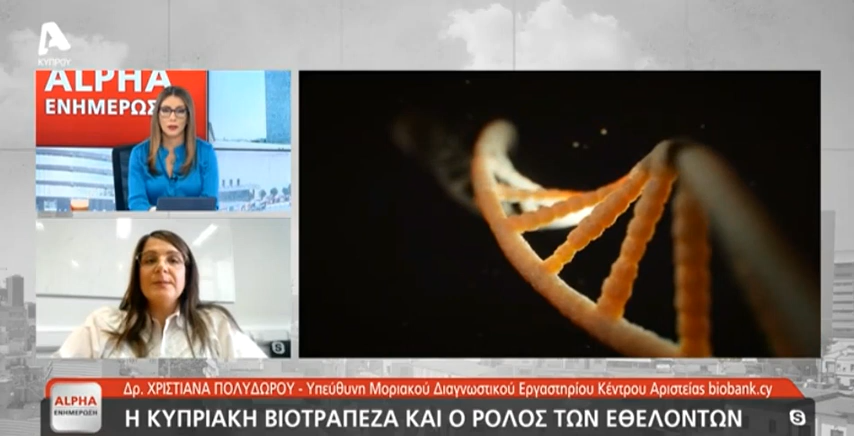 ΚΥΠΡΟΥ
ALPHA
ΕΝΗΜΕΡΩΣ
Δρ. ΧΡΙΣΤΙΑΝΑ ΠΟΛΥΔΩΡΟΥ - Υπεύθυνη Μοριακού Διαγνωστικού Εργαστηρίου Κέντρου Αριστείας biobank.cy
ALPHA
ΕΝΗΜΕΡΩΣΗ
Η ΚΥΠΡΙΑΚΗ ΒΙΟΤΡΑΠΕΖΑ ΚΑΙ Ο ΡΟΛΟΣ ΤΩΝ ΕΘΕΛΟΝΤΩΝ